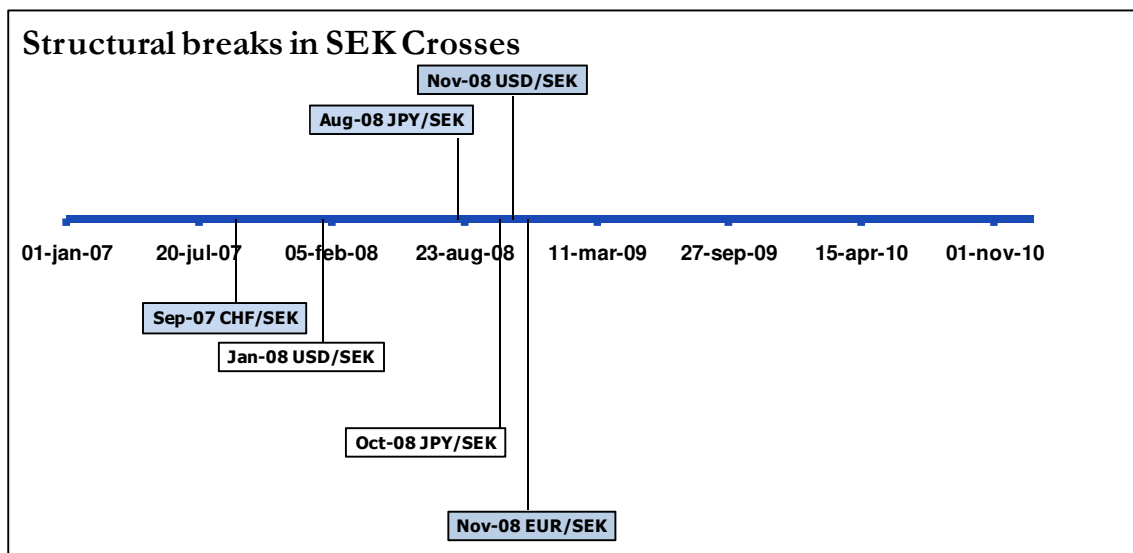 Structural breaks in SEK Crosses
Nov-08 USD/SEK
Aug-08 JPY/SEK
01-jan-07 20-jul-07 05-feb-08 23-aug-08 11-mar-09 27-sep-09 15-apr-10 01-nov-10
Sep-07 CHF/SEK
Jan-08 USD/SEK
Oct-08 JPY/SEK
Nov-08 EUR/SEK